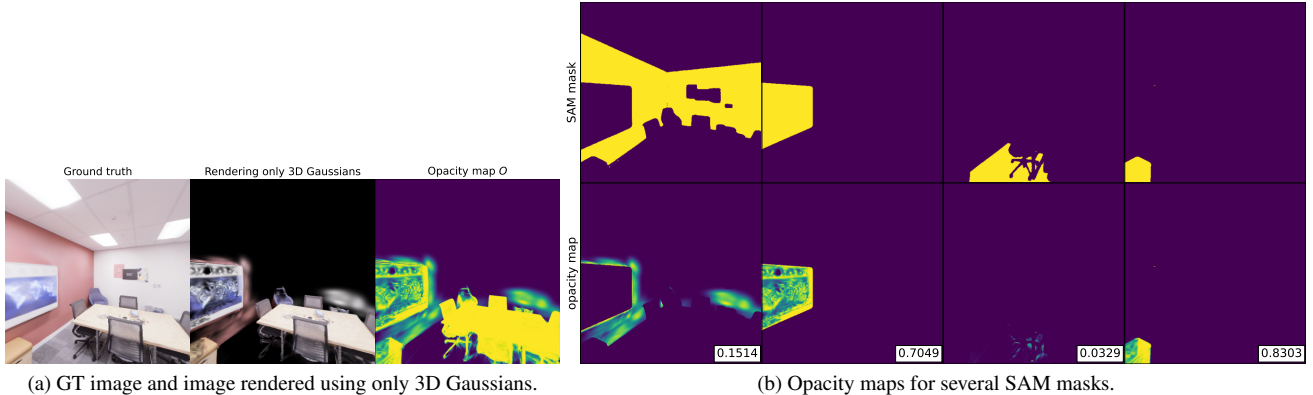 Ground truth
Rendering only 3D Gaussians
Opacity map O
SAM mask
opacity map
0.1514
0.7049
0.0329
0.8303
(a) GT image and image rendered using only 3D Gaussians.
(b) Opacity maps for several SAM masks.